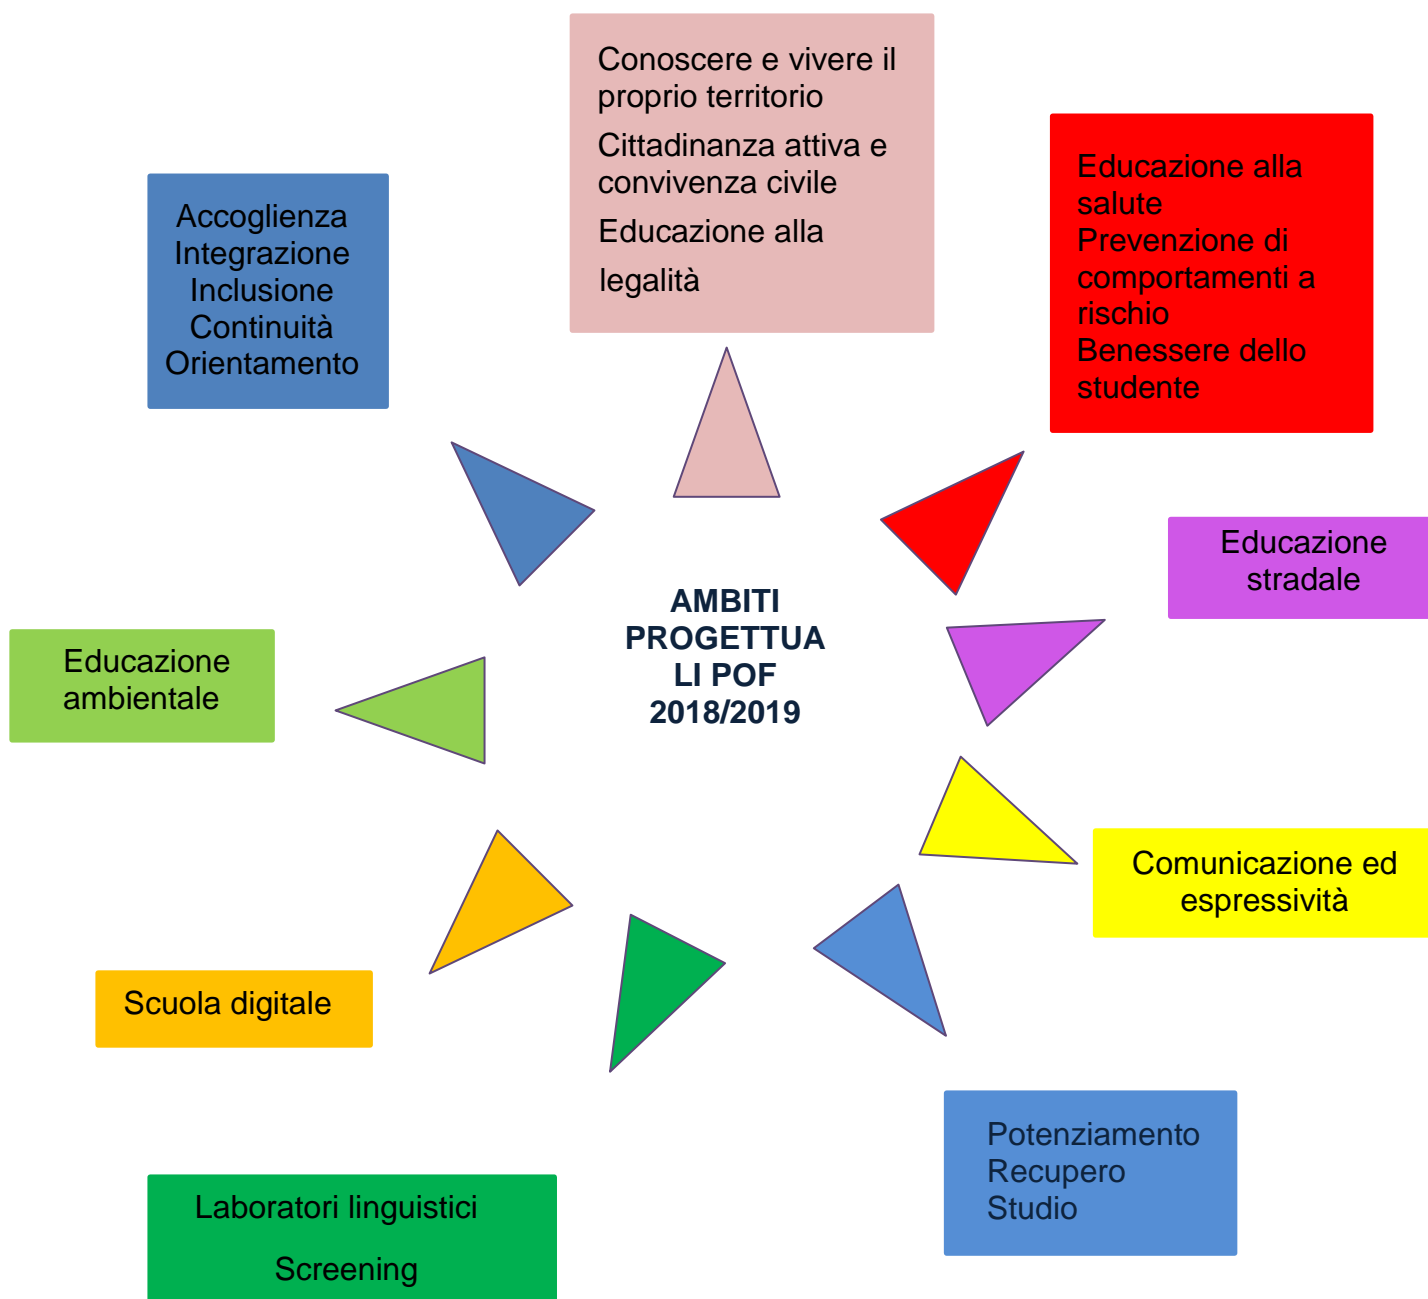 Conoscere e vivere il
proprio territorio
Cittadinanza attiva e
convivenza civile
Educazione alla
legalità
Educazione alla
salute
Prevenzione di
comportamenti a
rischio
Benessere dello
studente
Accoglienza
Integrazione
Inclusione
Continuità
Orientamento
Educazione
stradale
AMBITI
PROGETTUA
LI POF
2018/2019
Educazione
ambientale
Comunicazione ed
espressività
Scuola digitale
Potenziamento
Recupero
Studio
Laboratori linguistici
Screening